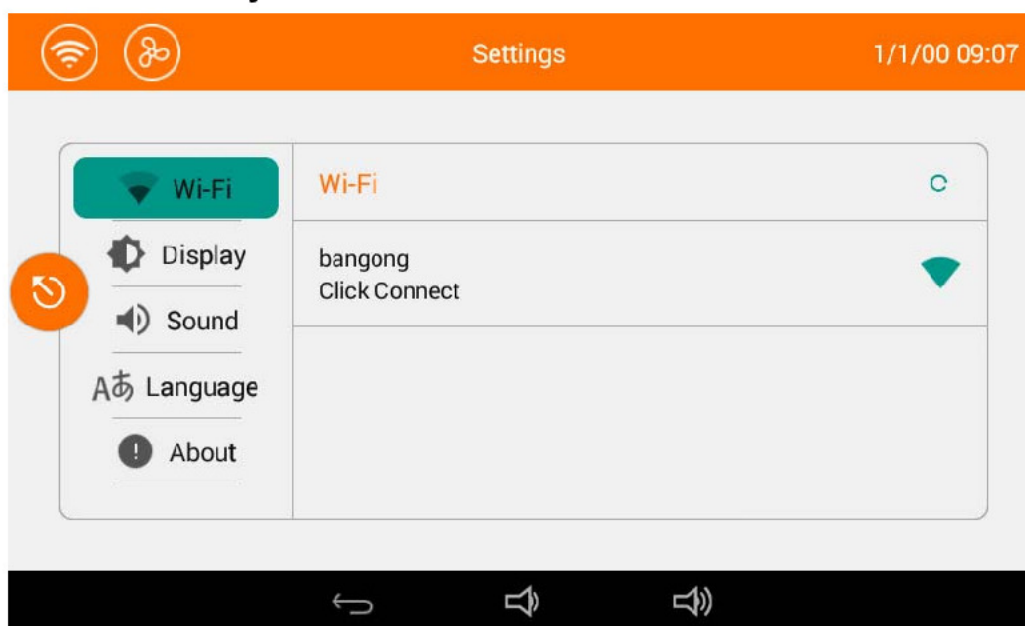 Settings
1/1/00 09:07
Wi-Fi
Display
Sound
Aあ Language
! About
Wi-Fi
bangong
Click Connect